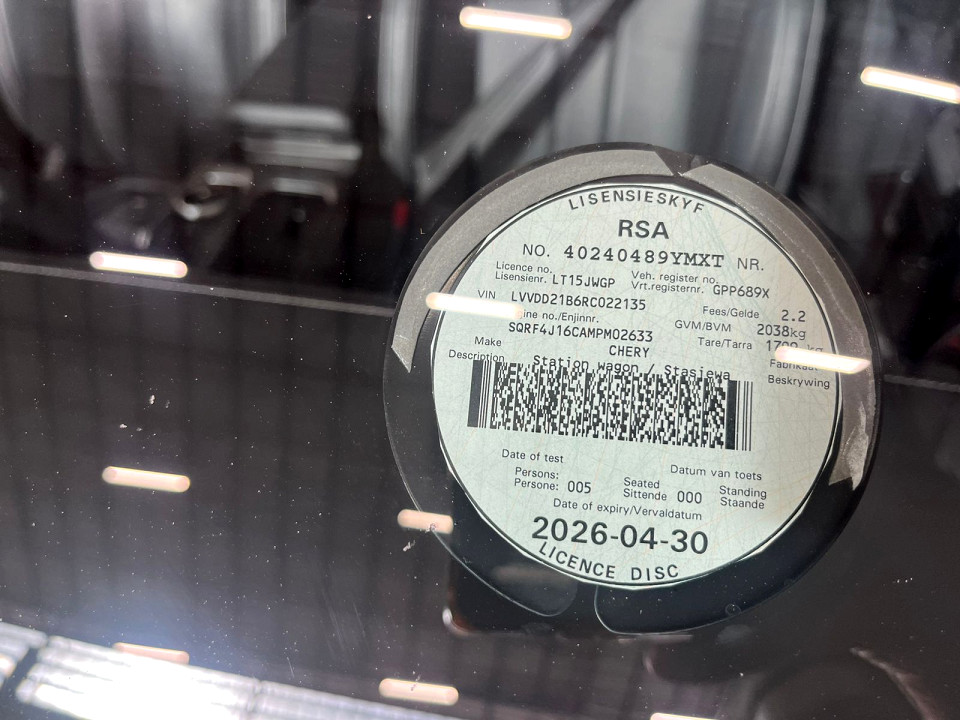 LISENSIESKYF
RSA
NO. 40240489YMXT NR.
Licence no. Veh. register no.
Lisensienr. LT15JWGP Vrt.registernr. GPP689X
VIN LVVDD21B6RC022135 Fees/Gelde 2.2
ine no./Enjinnr. GVM/BVM 2038kg
SQRF4J16CAMPM02633 Tare/Tarra kg
Make CHERY Fabrikaat
Description Station wagon / Stasiewa Beskrywing
Date of test Datum van toets
Persons: Seated Standing
Persone: 005 Sittende 000 Staande
Date of expiry/Vervaldatum
2026-04-30
LICENCE DISC